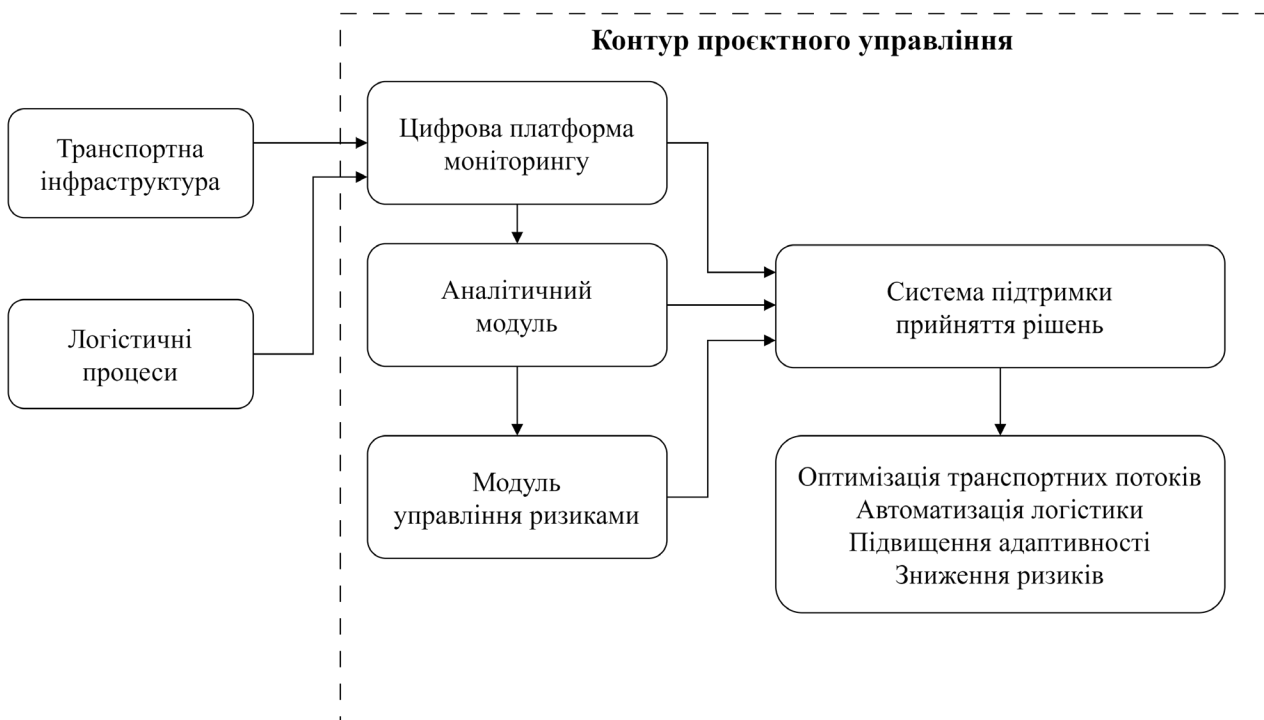 Контур проєктного управління
Транспортна
інфраструктура
Логістичні
процеси
Цифрова платформа
моніторингу
Аналітичний
модуль
Модуль
управління ризиками
Система підтримки
прийняття рішень
Оптимізація транспортних потоків
Автоматизація логістики
Підвищення адаптивності
Зниження ризиків